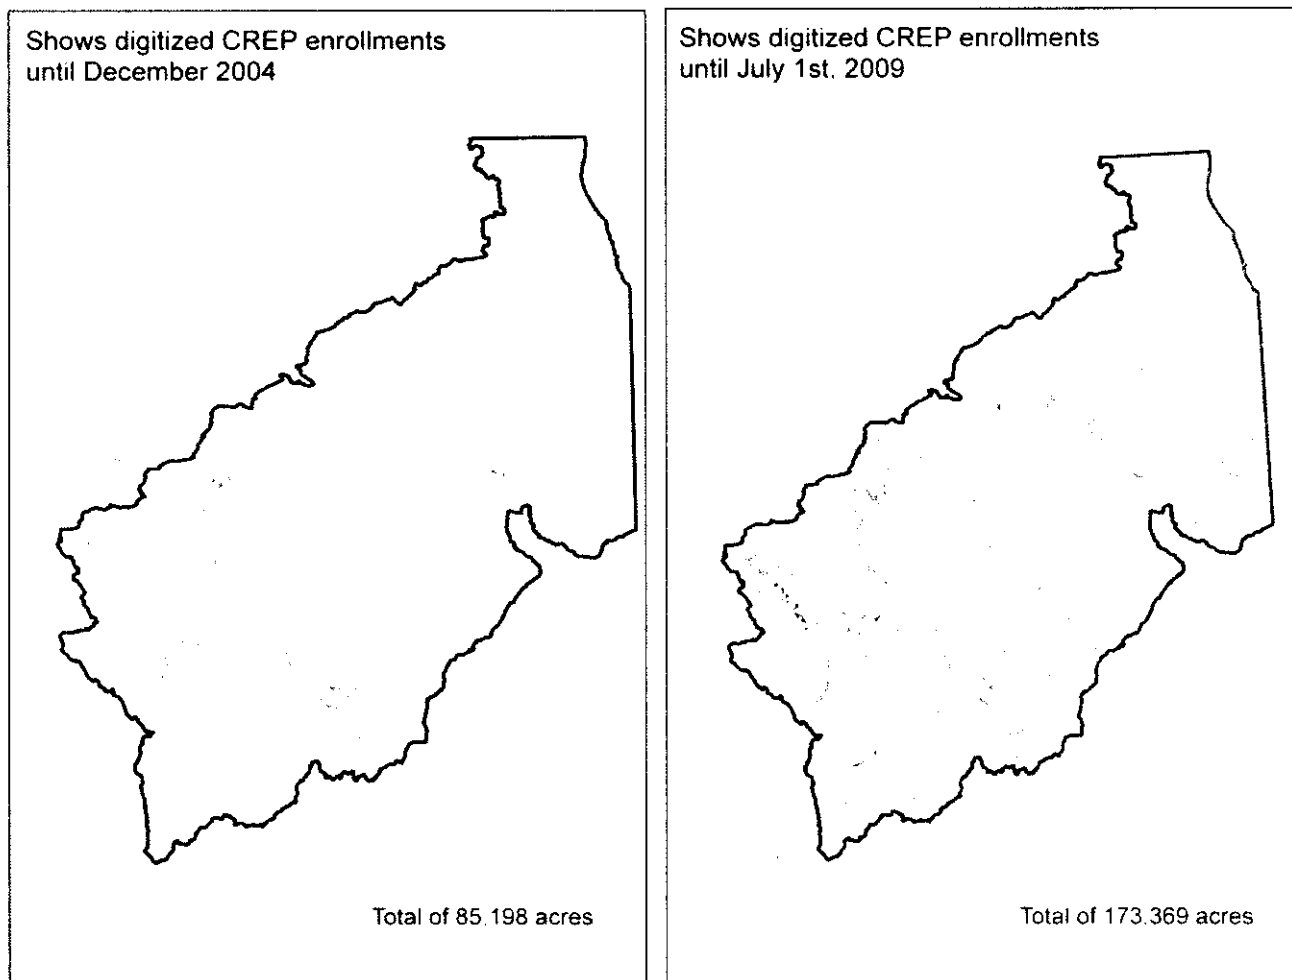 Shows digitized CREP enrollments
until December 2004
Total of 85.198 acres
Shows digitized CREP enrollments
until July 1st. 2009
Total of 173.369 acres